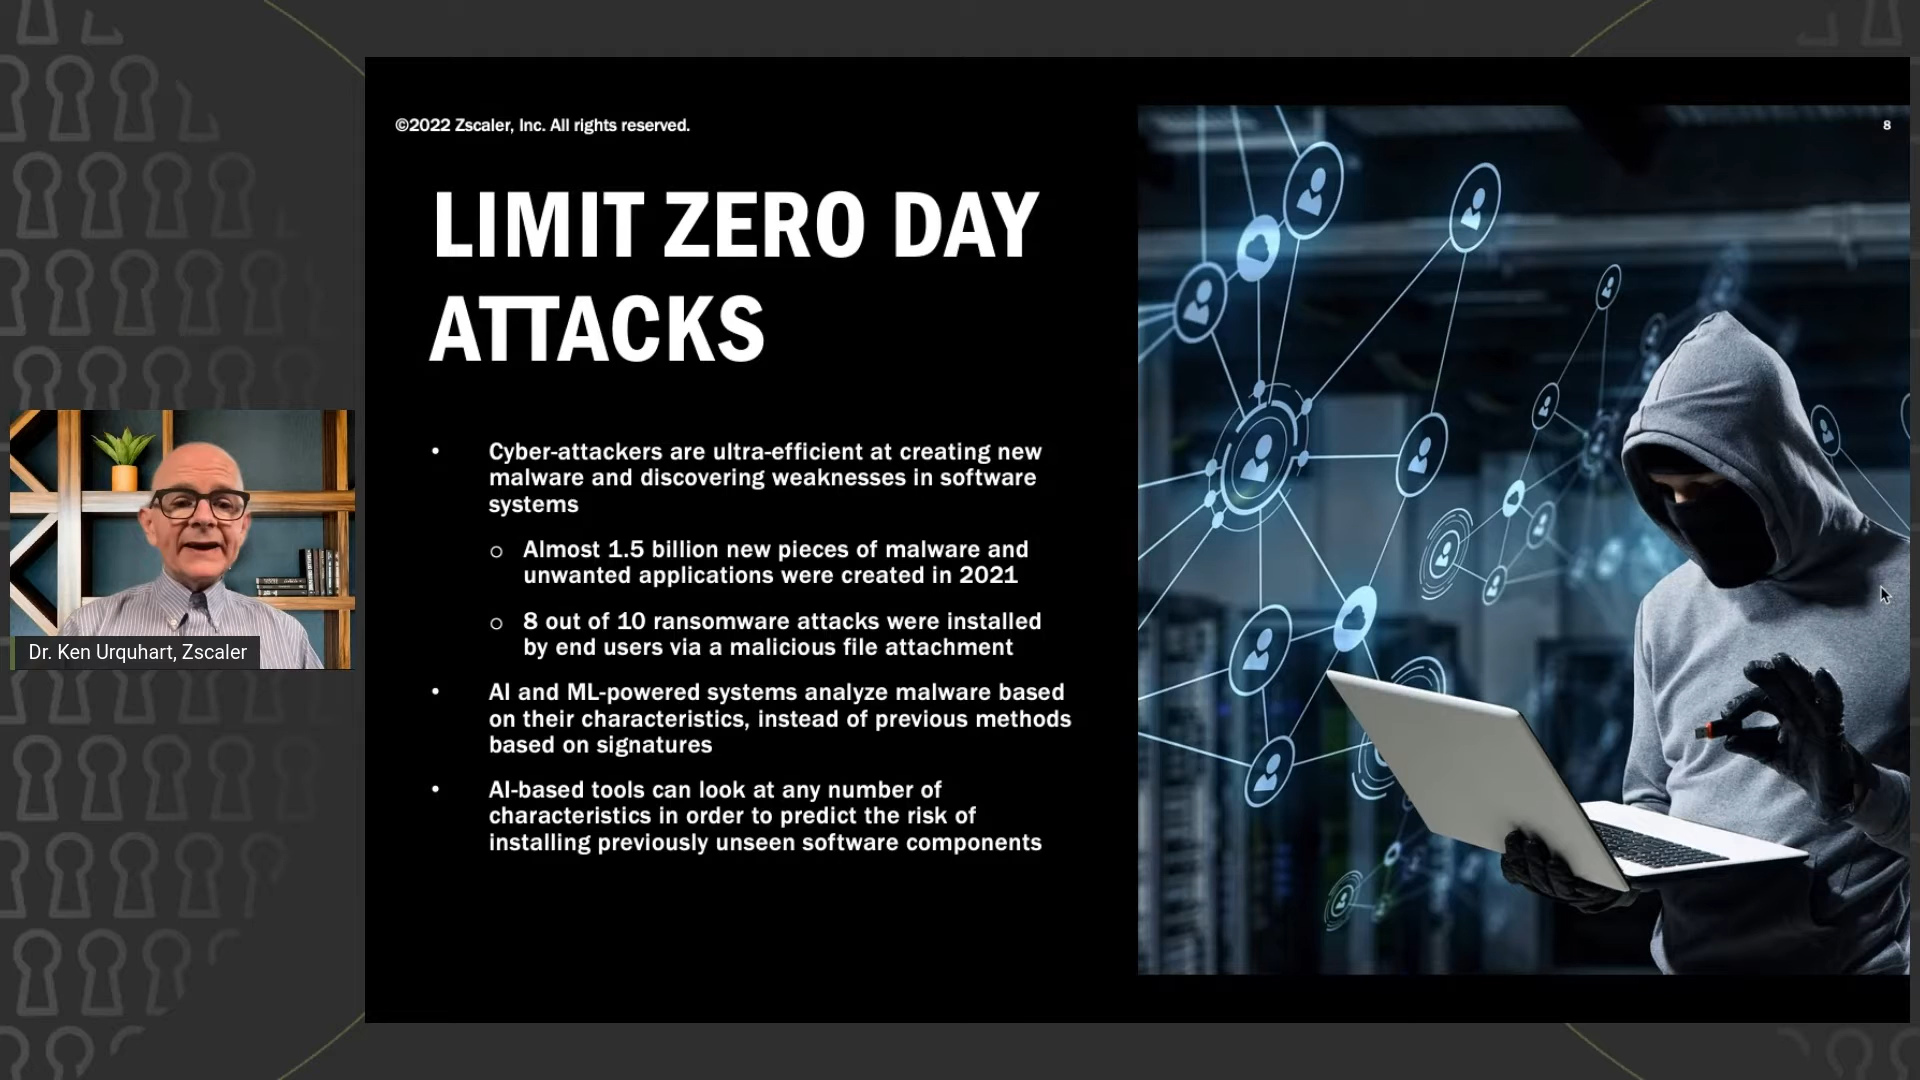 ©2022 Zscaler, Inc. All rights reserved.
8
LIMIT ZERO DAY
ATTACKS
• Cyber-attackers are ultra-efficient at creating new
malware and discovering weaknesses in software
systems
○ Almost 1.5 billion new pieces of malware and
unwanted applications were created in 2021
○ 8 out of 10 ransomware attacks were installed
by end users via a malicious file attachment
• AI and ML-powered systems analyze malware based
on their characteristics, instead of previous methods
based on signatures
• AI-based tools can look at any number of
characteristics in order to predict the risk of
installing previously unseen software components
Dr. Ken Urquhart, Zscaler